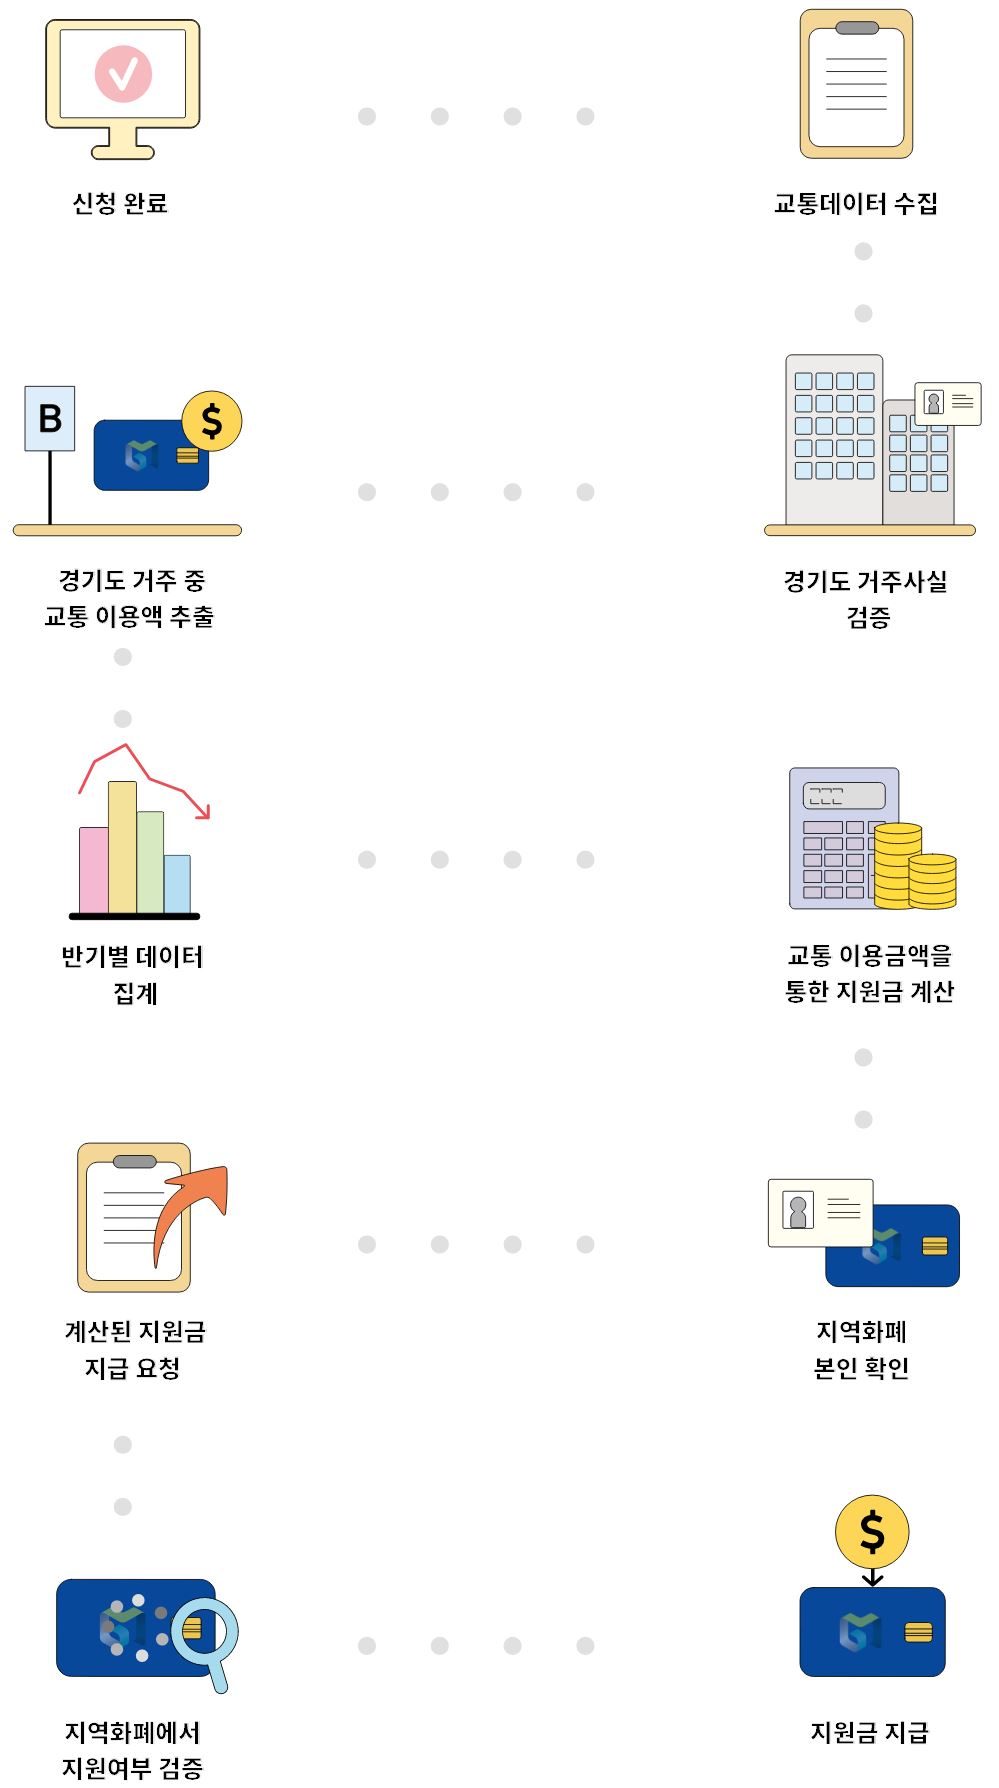 신청 완료
교통데이터 수집
B
$
경기도 거주 중
교통 이용액 추출
경기도 거주사실
검증
반기별 데이터
집계
교통 이용금액을
통한 지원금 계산
계산된 지원금
지급 요청
지역화폐
본인 확인
$
지역화폐에서
지원여부 검증
지원금 지급